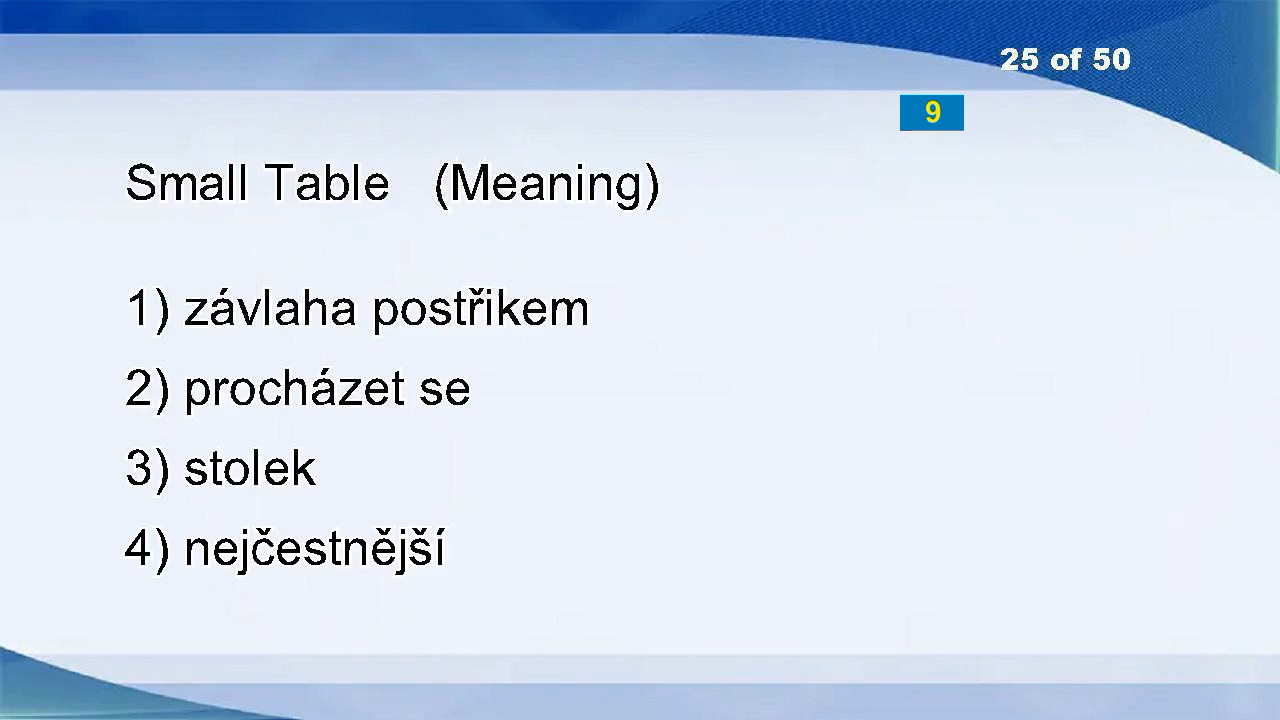 25 of 50
9
Small Table (Meaning)
1) závlaha postřikem
2) procházet se
3) stolek
4) nejčestnější